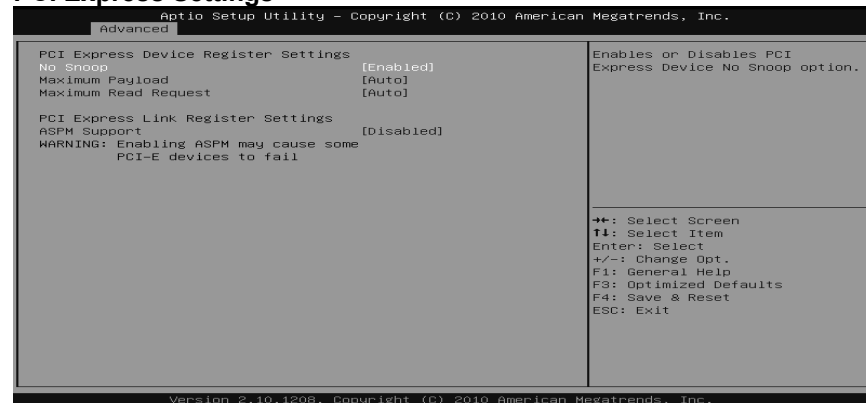 PCI Express Settings
Aptio Setup Utility – Copyright (C) 2010 American Megatrends, Inc.
Advanced
PCI Express Device Register Settings
No Snoop [Enabled]
Maximum Payload [Auto]
Maximum Read Request [Auto]
PCI Express Link Register Settings
ASPM Support [Disabled]
WARNING: Enabling ASPM may cause some
PCI-E devices to fail
Enables or Disables PCI
Express Device No Snoop option.
→←: Select Screen
↑↓: Select Item
Enter: Select
+/-: Change Opt.
F1: General Help
F3: Optimized Defaults
F4: Save & Reset
ESC: Exit
Version 2.10.1208. Copyright (C) 2010 American Megatrends, Inc.